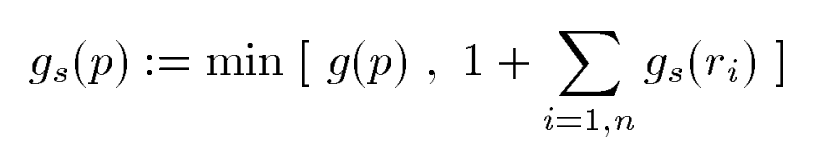 g_s(p) := min [ g(p) , 1 + ∑_{i=1,n} g_s(r_i) ]